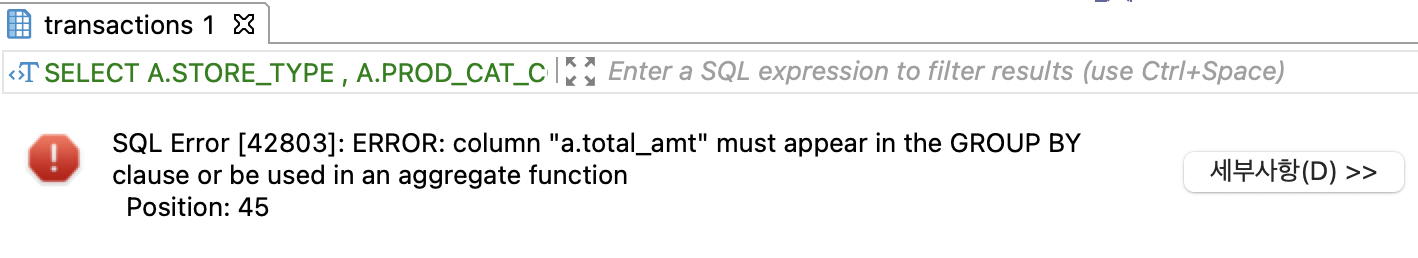 transactions 1
SELECT A.STORE_TYPE , A.PROD_CAT_C
Enter a SQL expression to filter results (use Ctrl+Space)
SQL Error [42803]: ERROR: column "a.total_amt" must appear in the GROUP BY
clause or be used in an aggregate function
Position: 45
세부사항(D) >>